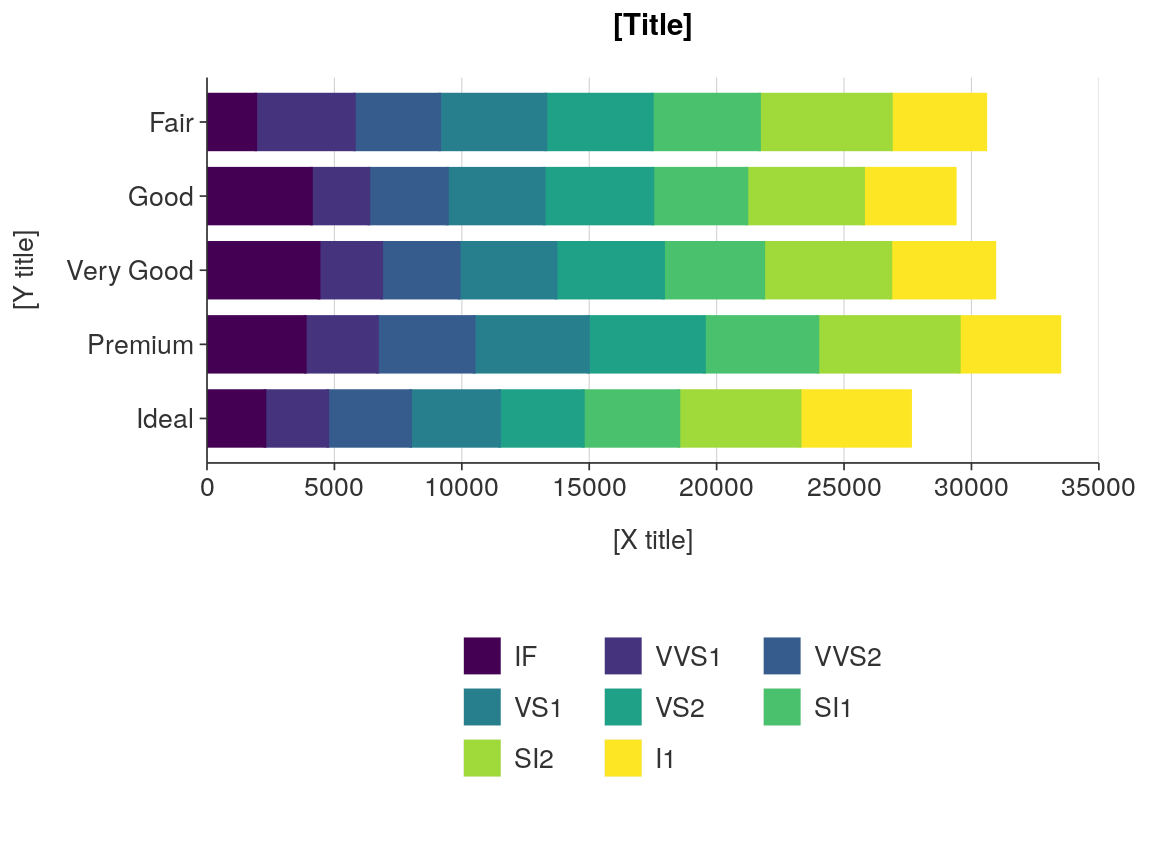 [Title]
Fair
Good
Very Good
Premium
Ideal
[Y title]
0 5000 10000 15000 20000 25000 30000 35000
[X title]
IF VVS1 VVS2
VS1 VS2 SI1
SI2 I1